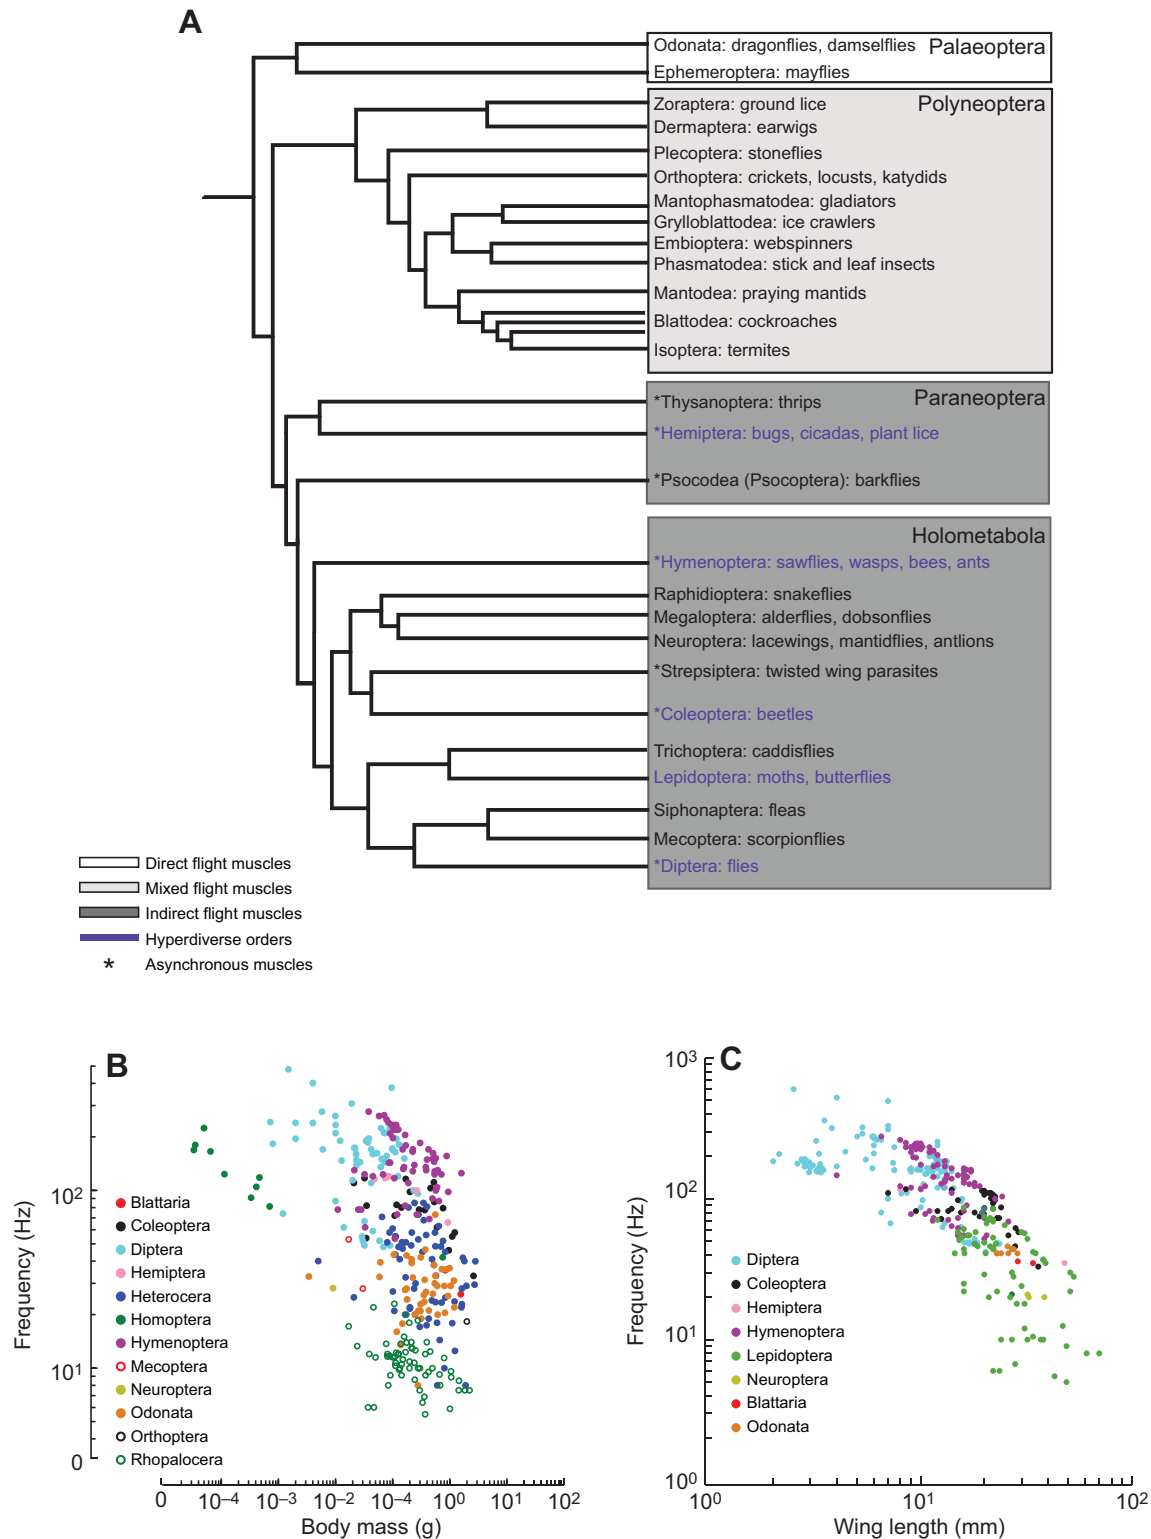 A
Odonata: dragonflies, damselflies Palaeoptera
Ephemeroptera: mayflies
Zoraptera: ground lice Polyneoptera
Dermaptera: earwigs
Plecoptera: stoneflies
Orthoptera: crickets, locusts, katydids
Mantophasmatodea: gladiators
Grylloblattodea: ice crawlers
Embioptera: webspinners
Phasmatodea: stick and leaf insects
Mantodea: praying mantids
Blattodea: cockroaches
Isoptera: termites
*Thysanoptera: thrips Paraneoptera
*Hemiptera: bugs, cicadas, plant lice
*Psocodea (Psocoptera): barkflies
Holometabola
*Hymenoptera: sawflies, wasps, bees, ants
Raphidioptera: snakeflies
Megaloptera: alderflies, dobsonflies
Neuroptera: lacewings, mantidflies, antlions
*Strepsiptera: twisted wing parasites
*Coleoptera: beetles
Trichoptera: caddisflies
Lepidoptera: moths, butterflies
Siphonaptera: fleas
Mecoptera: scorpionflies
*Diptera: flies
Direct flight muscles
Mixed flight muscles
Indirect flight muscles
Hyperdiverse orders
* Asynchronous muscles
B
Frequency (Hz)
10²
10¹
0
Blattaria
Coleoptera
Diptera
Hemiptera
Heterocera
Homoptera
Hymenoptera
Mecoptera
Neuroptera
Odonata
Orthoptera
Rhopalocera
0 10⁻⁴ 10⁻³ 10⁻² 10⁻⁴ 10⁰ 10¹ 10²
Body mass (g)
C
Frequency (Hz)
10³
10²
10¹
10⁰
Diptera
Coleoptera
Hemiptera
Hymenoptera
Lepidoptera
Neuroptera
Blattaria
Odonata
10⁰ 10¹ 10²
Wing length (mm)